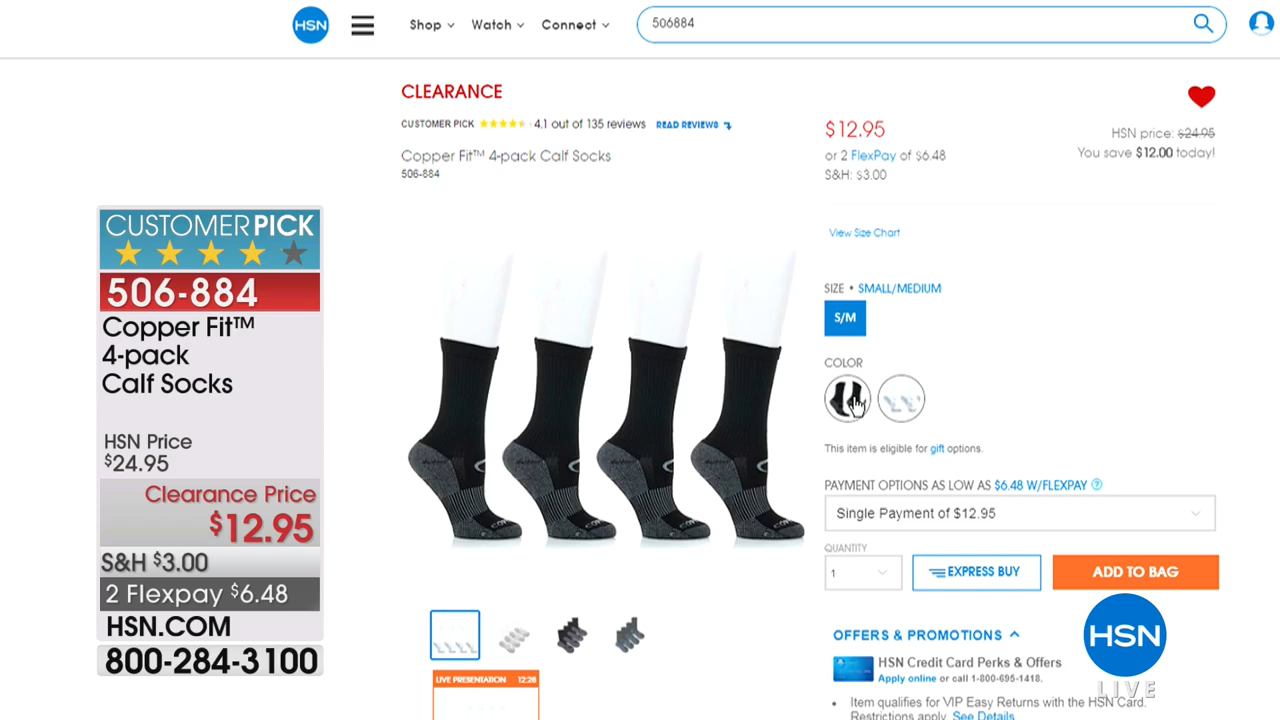 HSN
Shop
Watch
Connect
506884
CLEARANCE
CUSTOMER PICK 4.1 out of 135 reviews READ REVIEWS
Copper Fit™ 4-pack Calf Socks
506-884
$12.95
or 2 FlexPay of $6.48
S&H: $3.00
HSN price: $24.95
You save $12.00 today!
View Size Chart
SIZE • SMALL/MEDIUM
S/M
COLOR
This item is eligible for gift options.
PAYMENT OPTIONS AS LOW AS $6.48 W/FLEXPAY ?
Single Payment of $12.95
QUANTITY
1
EXPRESS BUY
ADD TO BAG
OFFERS & PROMOTIONS
HSN Credit Card Perks & Offers
Apply online or call 1-800-695-1418.
• Item qualifies for VIP Easy Returns with the HSN Card.
Restrictions apply. See Details
LIVE PRESENTATION 12:28
HSN
LIVE
CUSTOMER PICK
506-884
Copper Fit™
4-pack
Calf Socks
HSN Price
$24.95
Clearance Price
$12.95
S&H $3.00
2 Flexpay $6.48
HSN.COM
800-284-3100